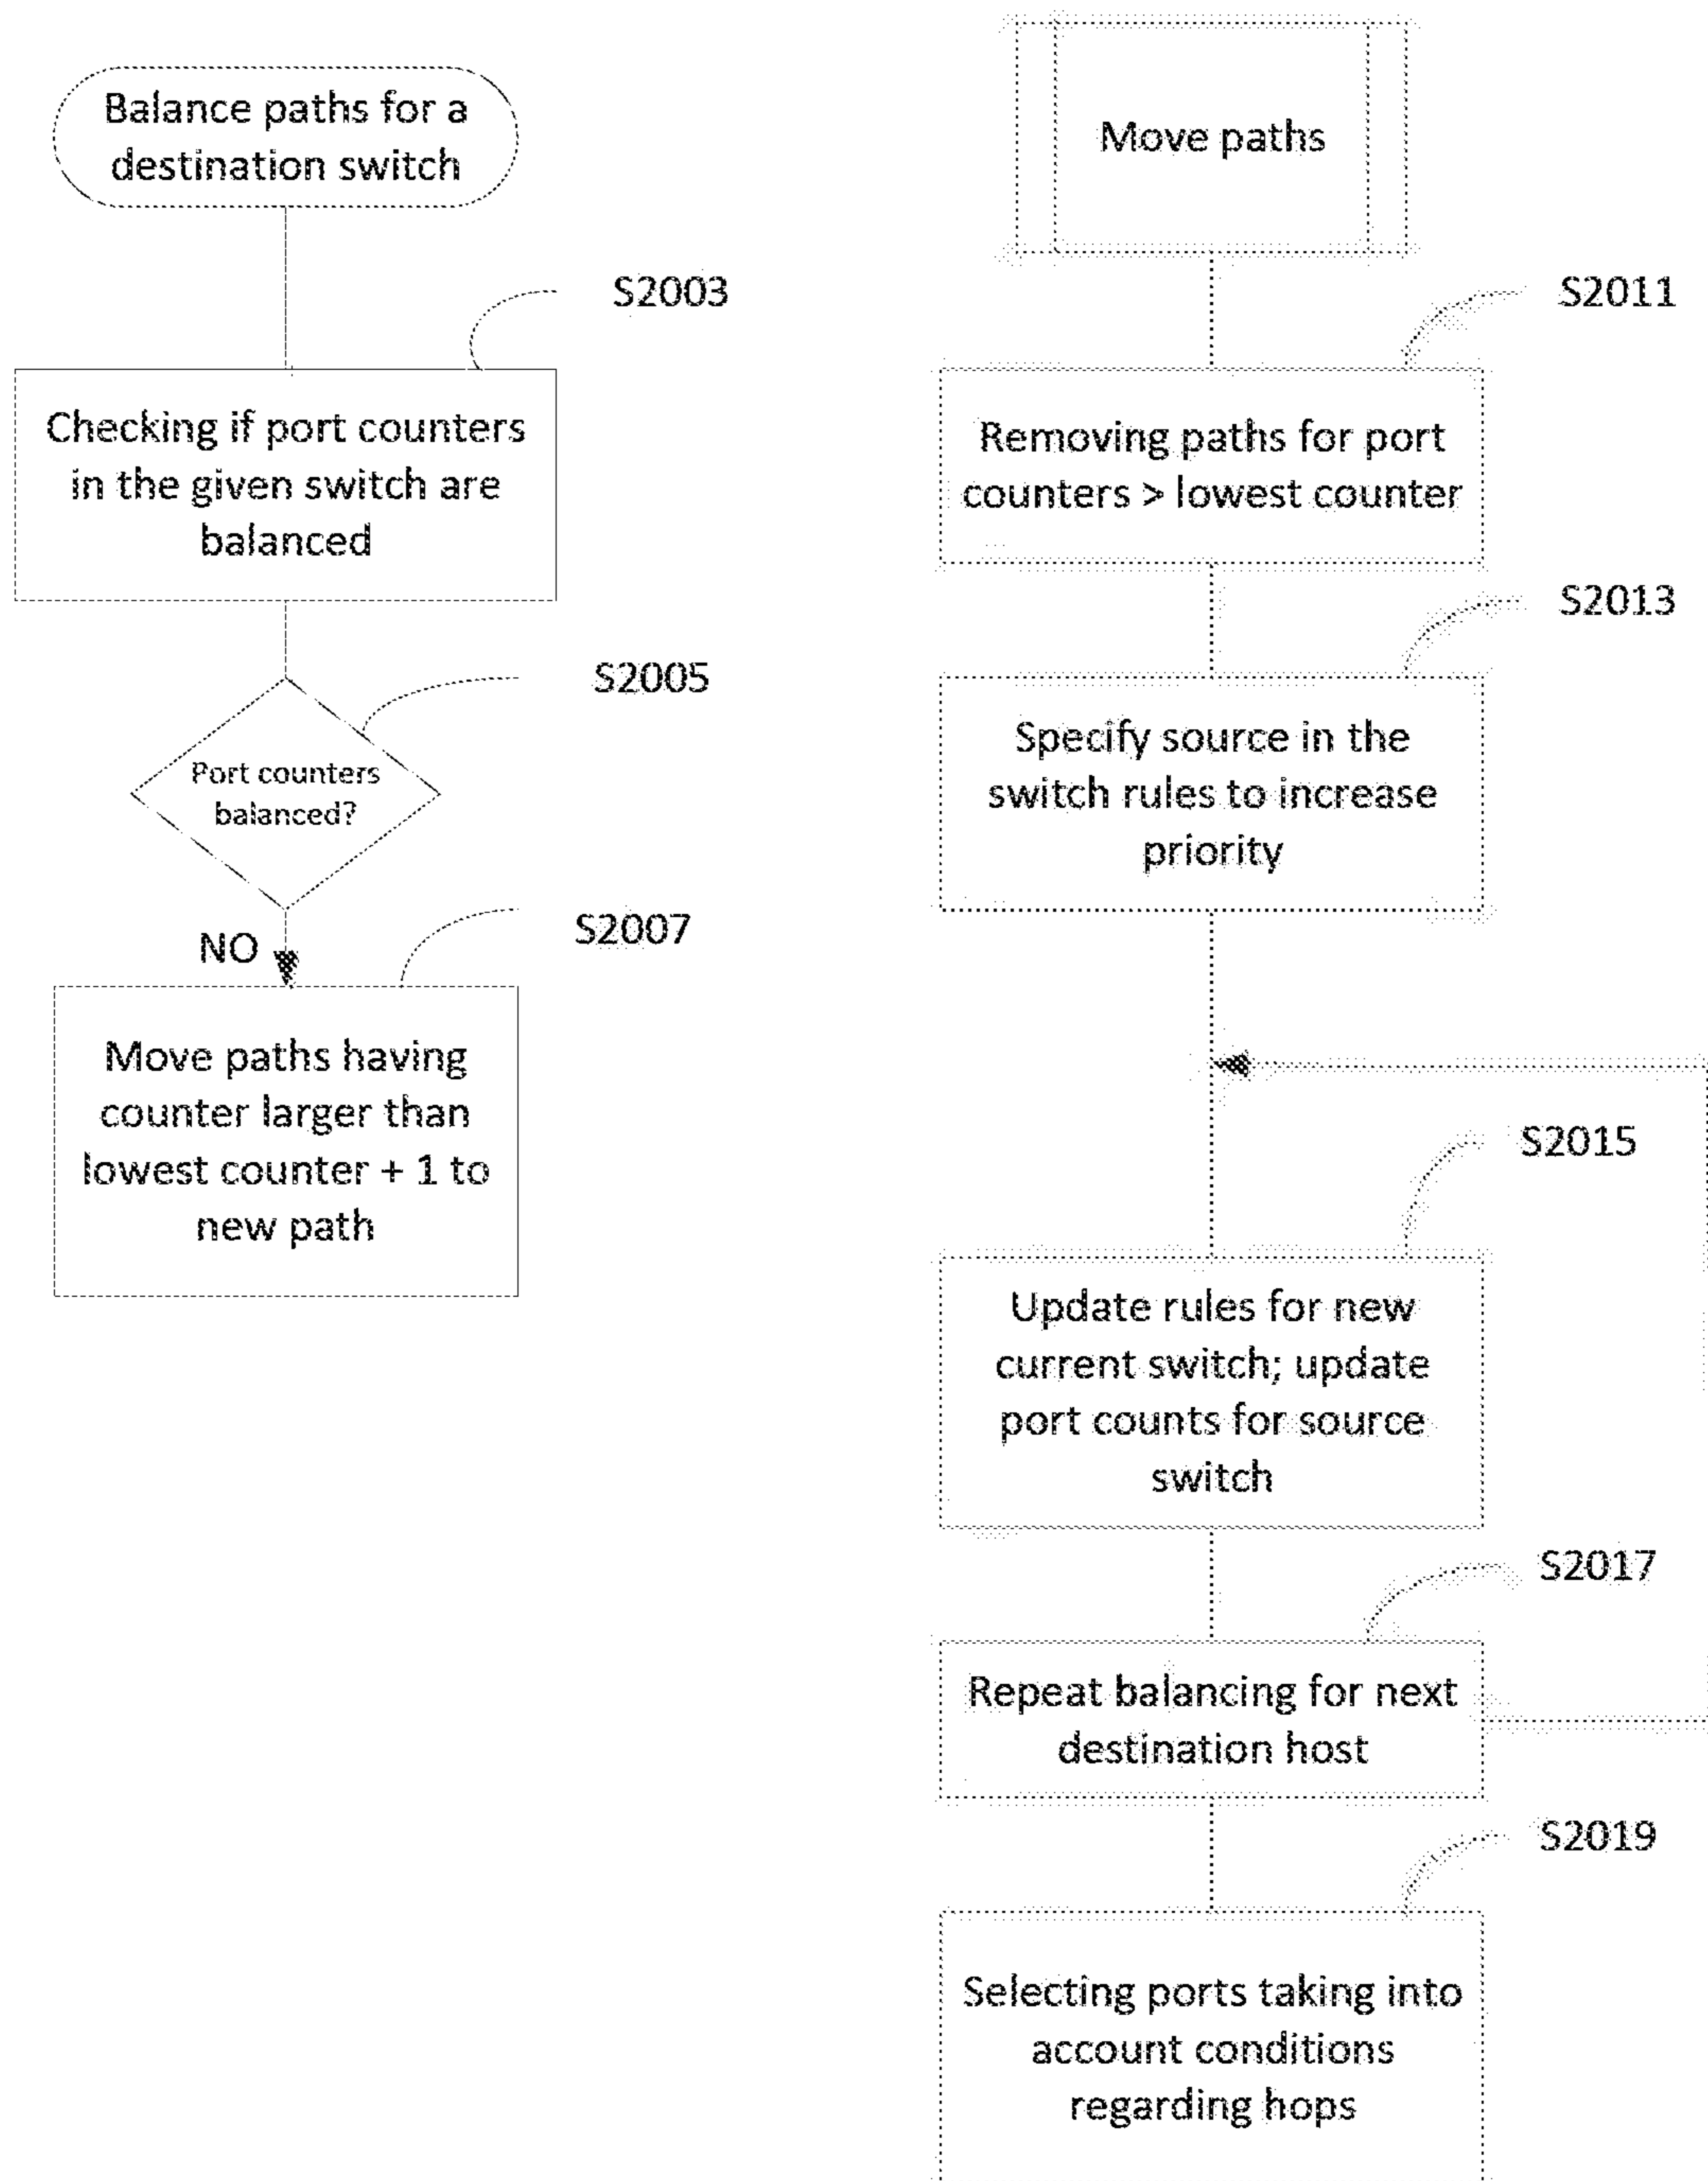 Balance paths for a
destination switch
S2003
Checking if port counters
in the given switch are
balanced
S2005
Port counters
balanced?
NO
S2007
Move paths having
counter larger than
lowest counter + 1 to
new path
Move paths
S2011
Removing paths for port
counters > lowest counter
S2013
Specify source in the
switch rules to increase
priority
S2015
Update rules for new
current switch; update
port counts for source
switch
S2017
Repeat balancing for next
destination host
S2019
Selecting ports taking into
account conditions
regarding hops